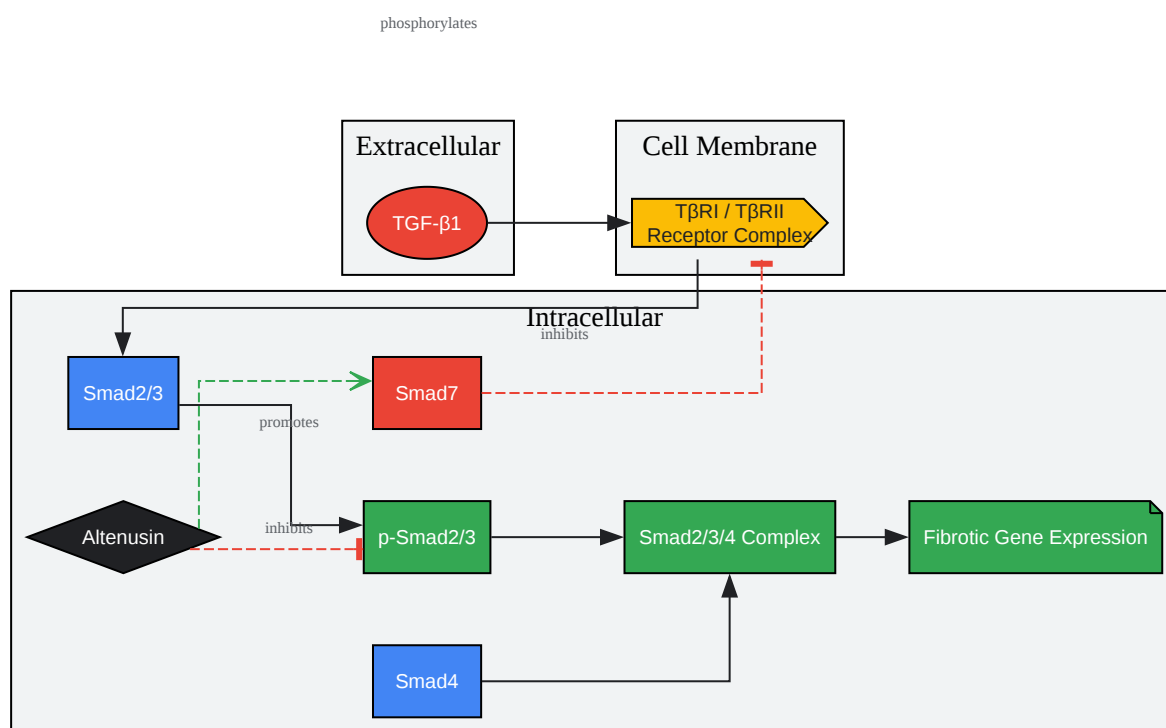 phosphorylates
Extracellular
Cell Membrane
TGF-β1
TβRI / TβRII
Receptor Complex
Intracellular
inhibits
Smad2/3
Smad7
promotes
inhibits
Altenusin
p-Smad2/3
Smad2/3/4 Complex
Fibrotic Gene Expression
Smad4